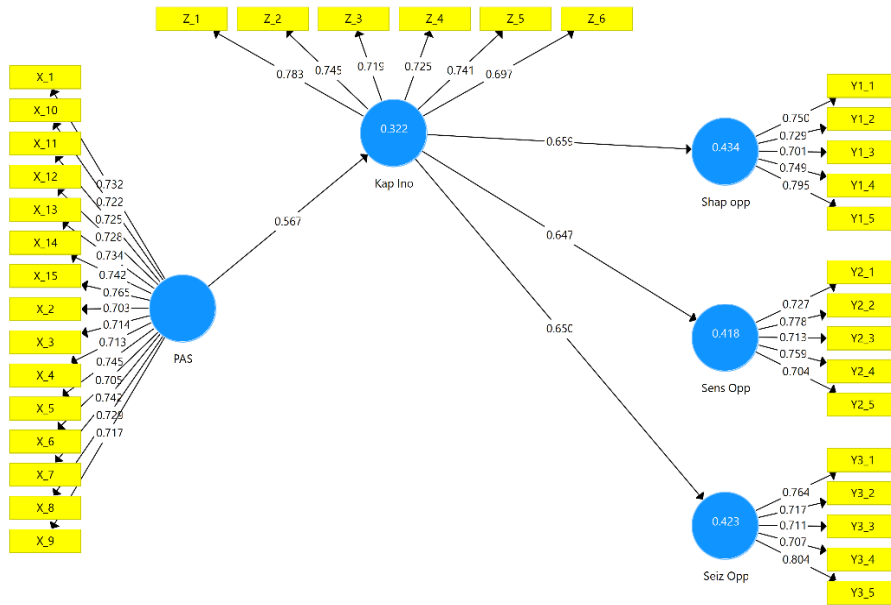 Z_1
Z_2
Z_3
Z_4
Z_5
Z_6
0.783
0.745
0.719
0.725
0.741
0.697
X_1
X_10
X_11
X_12
X_13
X_14
X_15
X_2
X_3
X_4
X_5
X_6
X_7
X_8
X_9
0.732
0.722
0.725
0.728
0.734
0.742
0.765
0.703
0.714
0.713
0.745
0.705
0.742
0.729
0.717
PAS
0.567
0.322
Kap Ino
0.659
0.647
0.650
0.434
Shap opp
0.750
0.729
0.701
0.749
0.795
Y1_1
Y1_2
Y1_3
Y1_4
Y1_5
0.418
Sens Opp
0.727
0.778
0.713
0.759
0.704
Y2_1
Y2_2
Y2_3
Y2_4
Y2_5
0.423
Seiz Opp
0.764
0.717
0.711
0.707
0.804
Y3_1
Y3_2
Y3_3
Y3_4
Y3_5